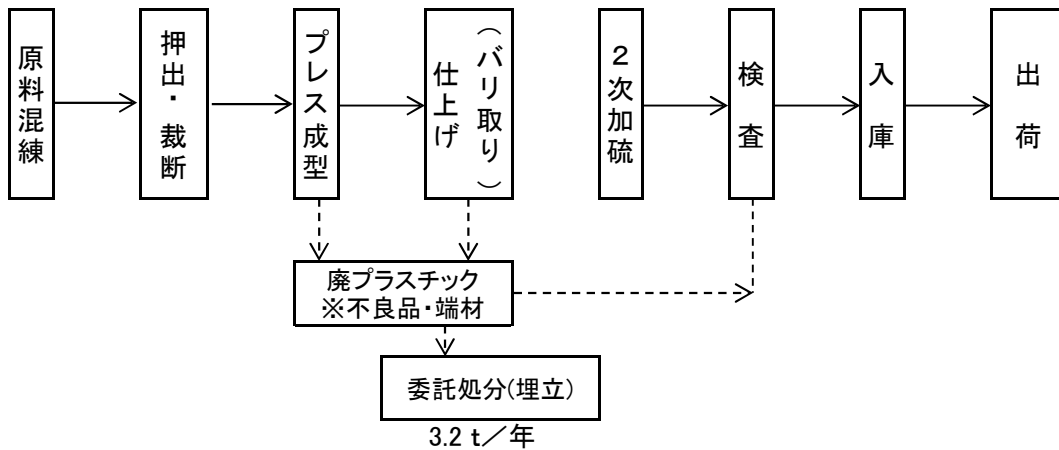 原料混練
押出・裁断
プレス成型
仕上げ
（バリ取り）
２次加硫
検査
入庫
出荷
廃プラスチック
※不良品・端材
委託処分(埋立)
3.2 t／年